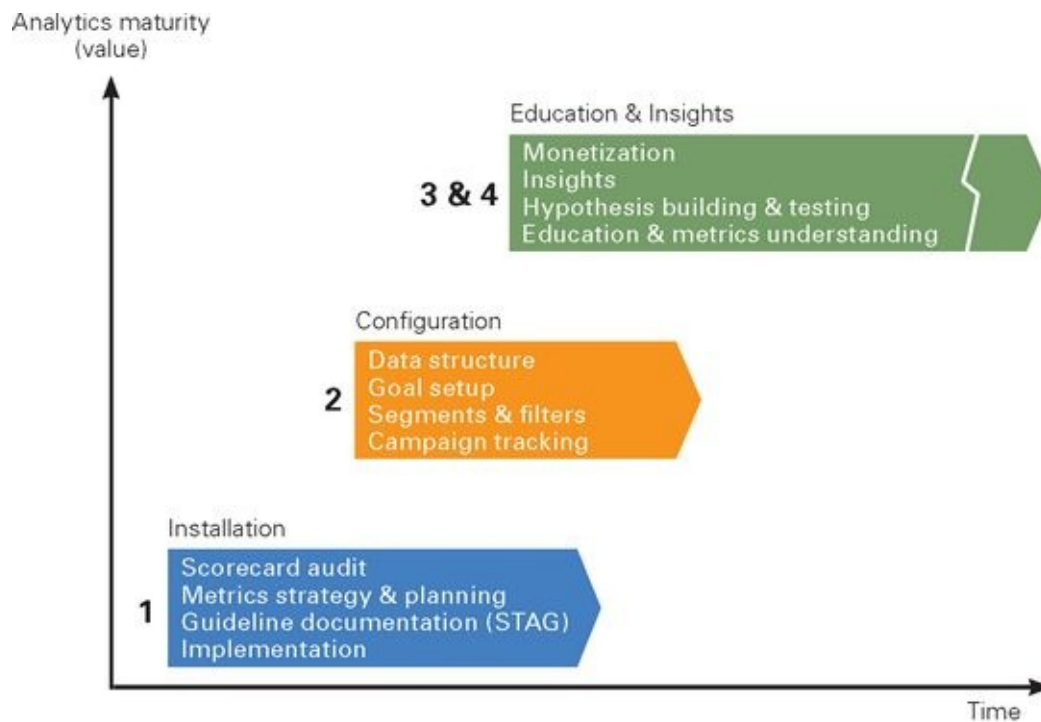 Analytics maturity
(value)
Education & Insights
3 & 4
Monetization
Insights
Hypothesis building & testing
Education & metrics understanding
Configuration
2
Data structure
Goal setup
Segments & filters
Campaign tracking
Installation
1
Scorecard audit
Metrics strategy & planning
Guideline documentation (STAG)
Implementation
Time